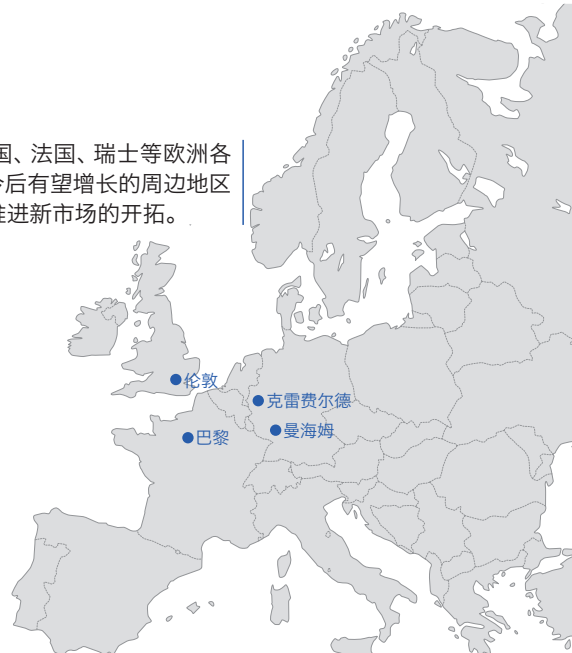 国、法国、瑞士等欧洲各
今后有望增长的周边地区
推进新市场的开拓。
伦敦
克雷费尔德
曼海姆
巴黎